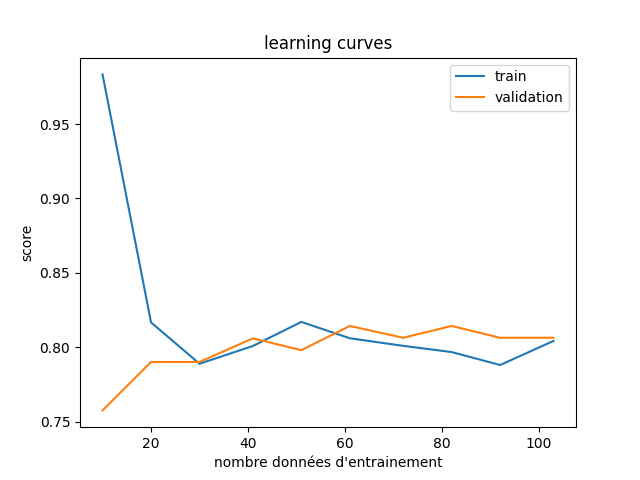 learning curves
train
validation
score
0.95
0.90
0.85
0.80
0.75
20 40 60 80 100
nombre données d'entrainement